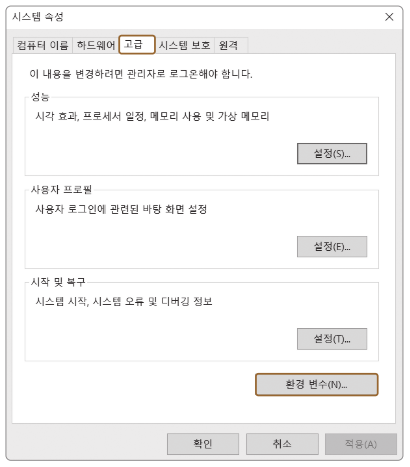 시스템 속성
컴퓨터 이름 하드웨어 고급 시스템 보호 원격
이 내용을 변경하려면 관리자로 로그온해야 합니다.
성능
시각 효과, 프로세서 일정, 메모리 사용 및 가상 메모리
설정(S)...
사용자 프로필
사용자 로그인에 관련된 바탕 화면 설정
설정(E)...
시작 및 복구
시스템 시작, 시스템 오류 및 디버깅 정보
설정(T)...
환경 변수(N)...
확인 취소 적용(A)